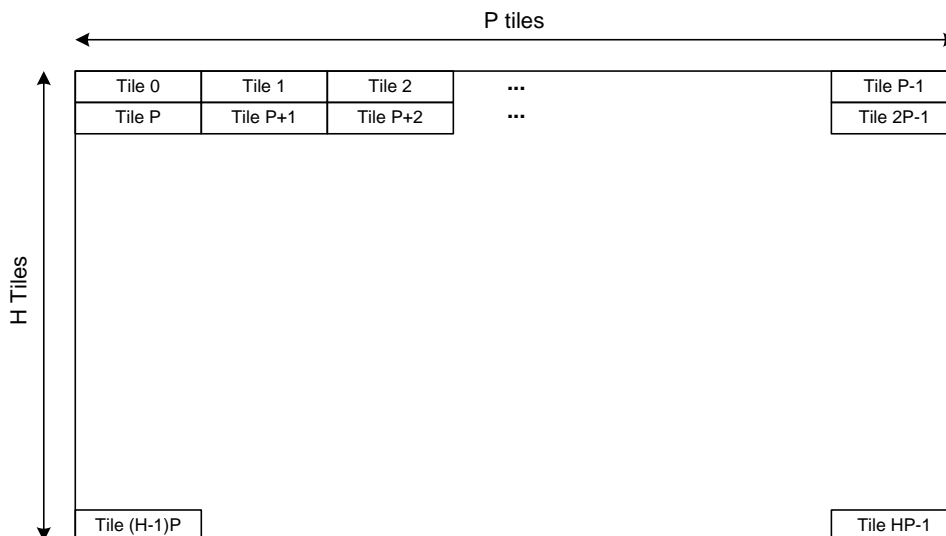 P tiles
Tile 0 Tile 1 Tile 2 ... Tile P-1
Tile P Tile P+1 Tile P+2 ... Tile 2P-1
H Tiles
Tile (H-1)P Tile HP-1